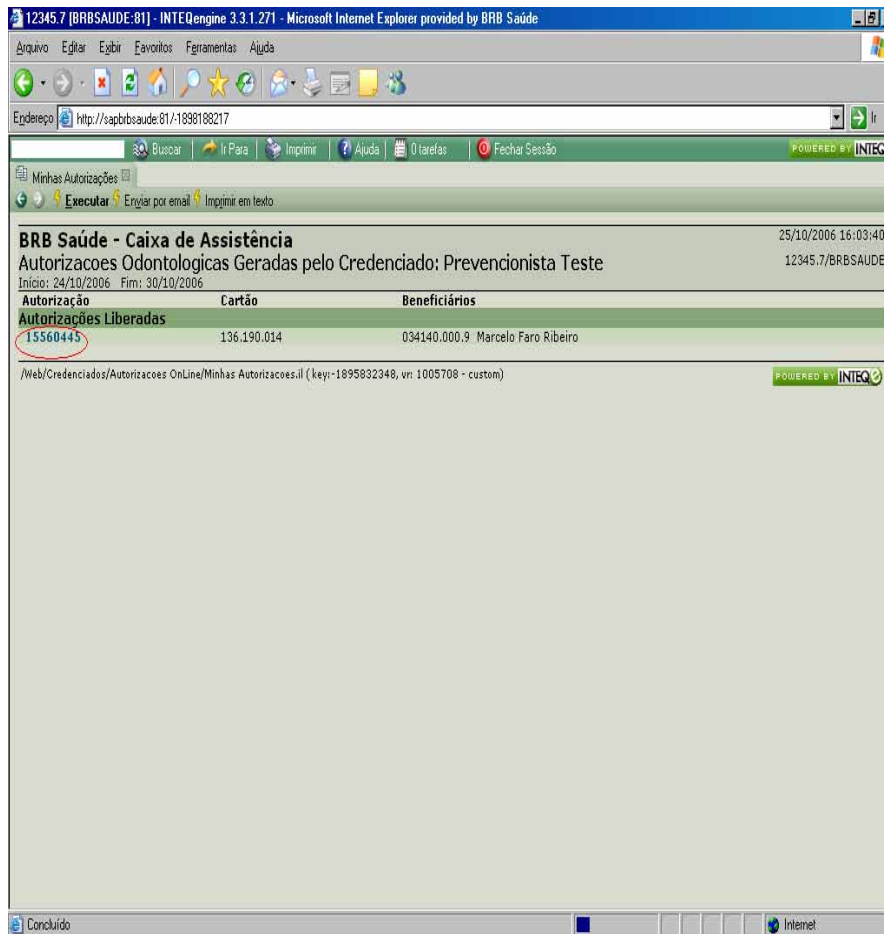 12345.7 [BRBSAUDE:81] - INTEQengine 3.3.1.271 - Microsoft Internet Explorer provided by BRB Saúde
Arquivo Editar Exibir Favoritos Ferramentas Ajuda
Endereço http://sapbrbsaude:81/-1898188217 Ir
Buscar Ir Para Imprimir Ajuda 0 tarefas Fechar Sessão POWERED BY INTEQ
Minhas Autorizações
Executar Enviar por email Imprimir em texto
BRB Saúde - Caixa de Assistência 25/10/2006 16:03:40
Autorizacoes Odontologicas Geradas pelo Credenciado: Prevencionista Teste 12345.7/BRBSAUDE
Início: 24/10/2006 Fim: 30/10/2006
Autorização Cartão Beneficiários
Autorizações Liberadas
15560445 136.190.014 034140.000.9 Marcelo Faro Ribeiro
/Web/Credenciados/Autorizacoes OnLine/Minhas Autorizacoes.il (key:-1895832348, vr: 1005708 - custom) POWERED BY INTEQ
Concluído Internet